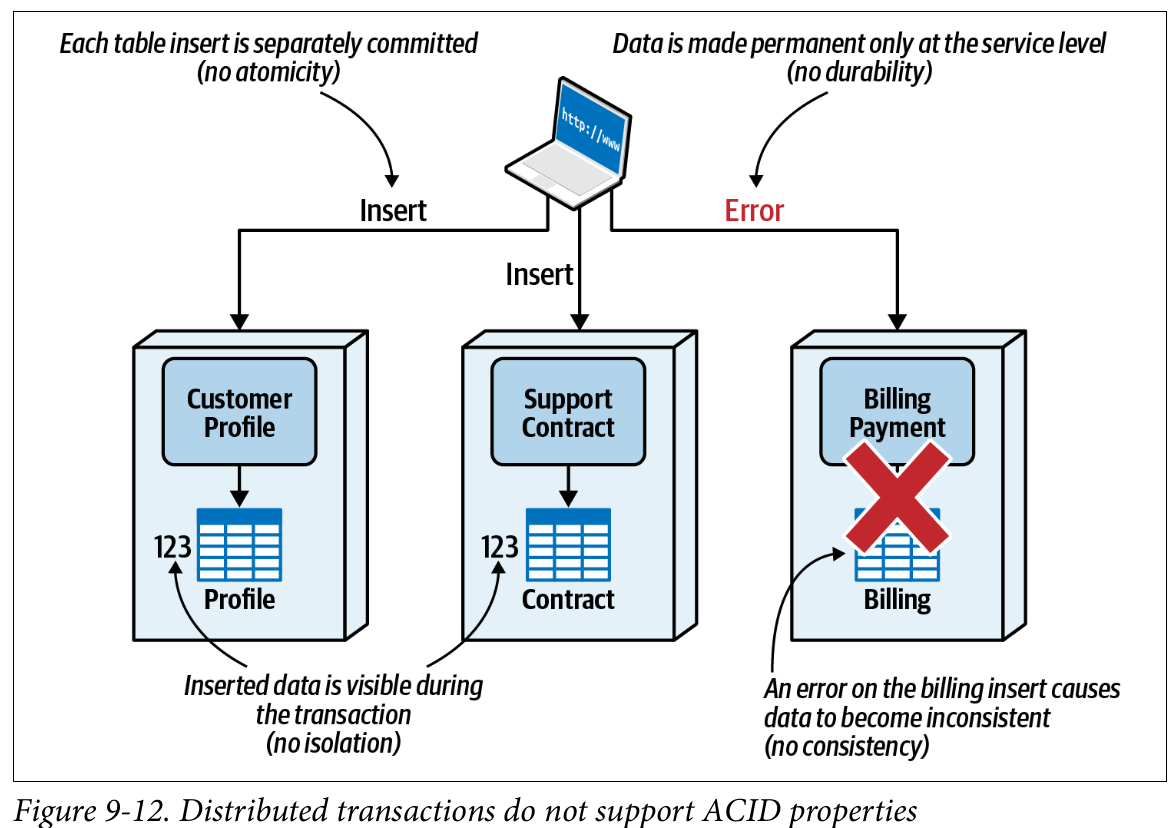 Each table insert is separately committed
(no atomicity)
Data is made permanent only at the service level
(no durability)
http://www
Insert
Error
Insert
Customer
Profile
Support
Contract
Billing
Payment
123
123
Profile
Contract
Billing
Inserted data is visible during
the transaction
(no isolation)
An error on the billing insert causes
data to become inconsistent
(no consistency)
Figure 9-12. Distributed transactions do not support ACID properties